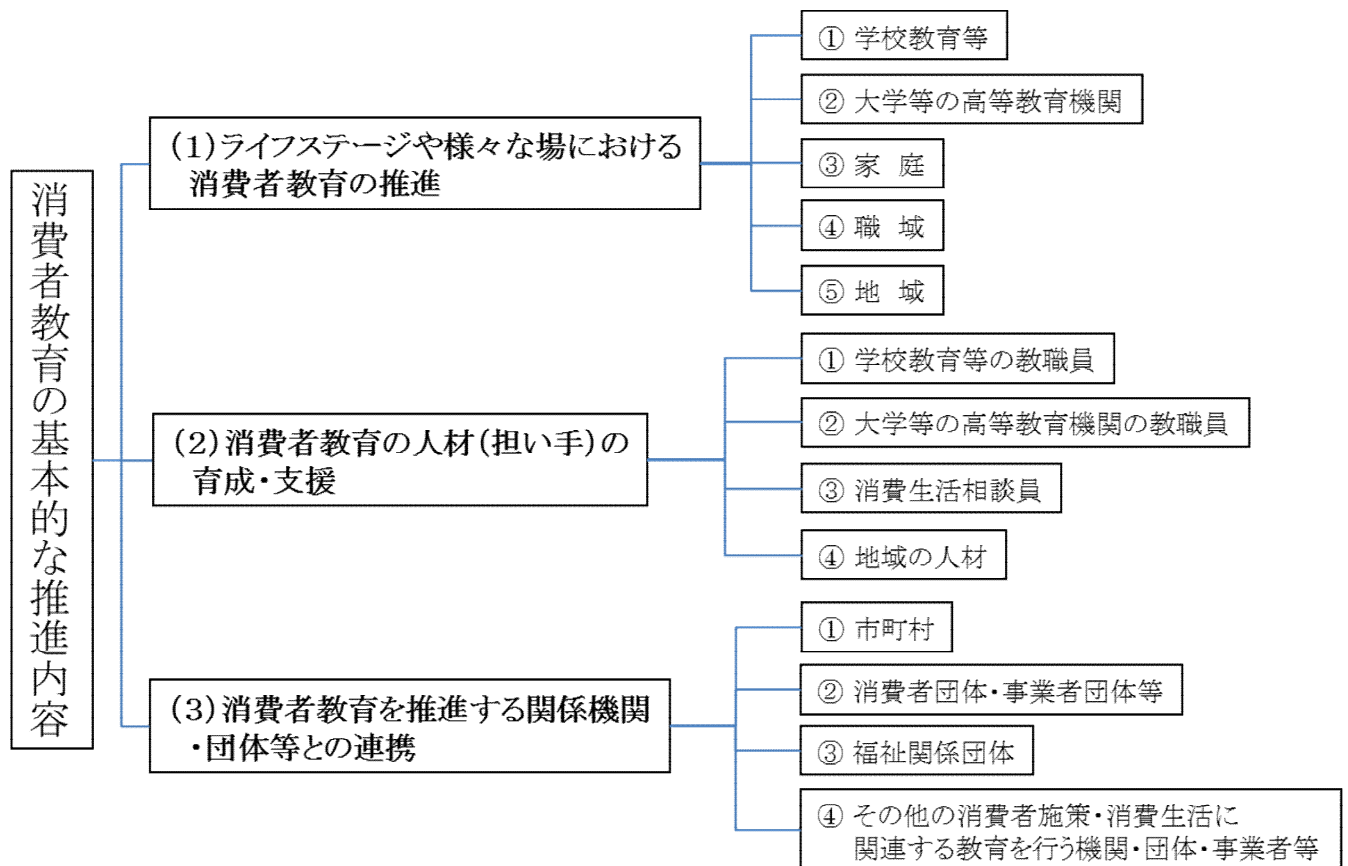 消費者教育の基本的な推進内容
(1)ライフステージや様々な場における
消費者教育の推進
① 学校教育等
② 大学等の高等教育機関
③ 家 庭
④ 職 域
⑤ 地 域
(2)消費者教育の人材(担い手)の
育成・支援
① 学校教育等の教職員
② 大学等の高等教育機関の教職員
③ 消費生活相談員
④ 地域の人材
(3)消費者教育を推進する関係機関
・団体等との連携
① 市町村
② 消費者団体・事業者団体等
③ 福祉関係団体
④ その他の消費者施策・消費生活に
関連する教育を行う機関・団体・事業者等